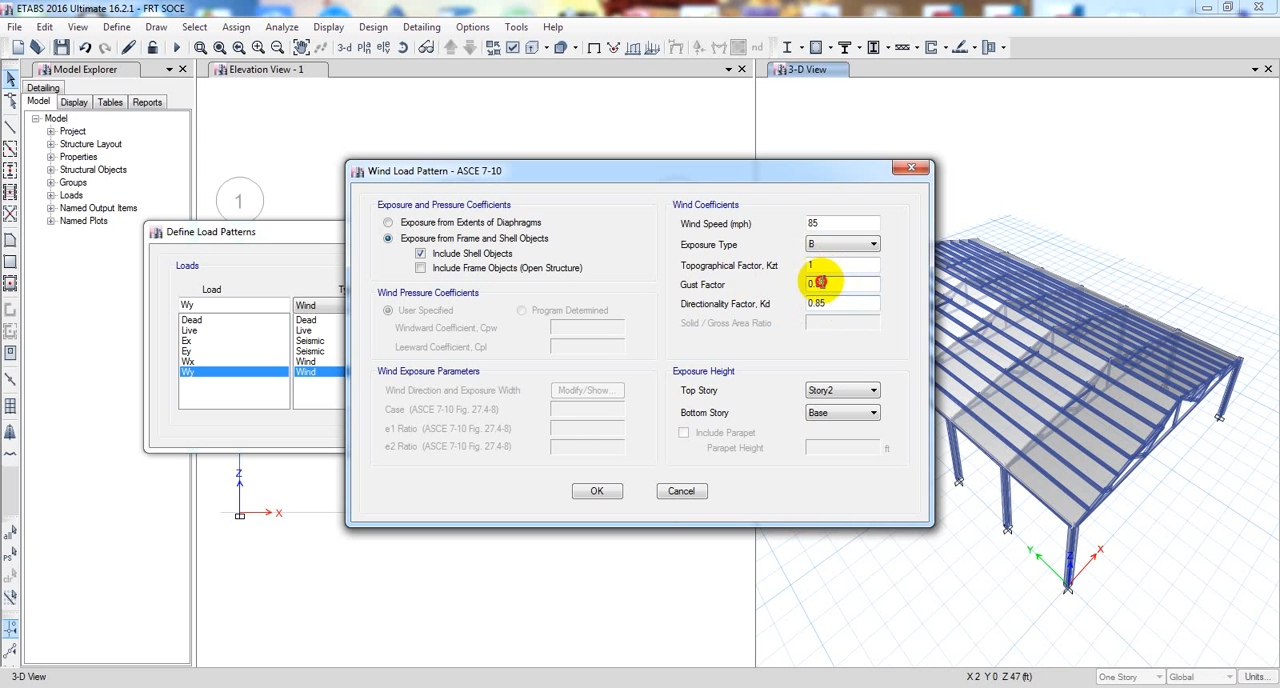 ETABS 2016 Ultimate 16.2.1 - FRT SOCE
File Edit View Define Draw Select Assign Analyze Display Design Detailing Options Tools Help
3-d nd
Model Explorer
Elevation View - 1
3-D View
Detailing
Model Display Tables Reports
Model
Project
Structure Layout
Properties
Structural Objects
Groups
Loads
Named Output Items
Named Plots
1
Define Load Patterns
Loads
Load
Wy Wind
Dead Dead
Live Live
Ex Seismic
Ey Seismic
Wx Wind
Wy Wind
Z
X
Wind Load Pattern - ASCE 7-10
Exposure and Pressure Coefficients
Exposure from Extents of Diaphragms
Exposure from Frame and Shell Objects
Include Shell Objects
Include Frame Objects (Open Structure)
Wind Pressure Coefficients
User Specified Program Determined
Windward Coefficient, Cpw
Leeward Coefficient, Cpl
Wind Exposure Parameters
Wind Direction and Exposure Width Modify/Show...
Case (ASCE 7-10 Fig. 27.4-8)
e1 Ratio (ASCE 7-10 Fig. 27.4-8)
e2 Ratio (ASCE 7-10 Fig. 27.4-8)
Wind Coefficients
Wind Speed (mph) 85
Exposure Type B
Topographical Factor, Kzt 1
Gust Factor
Directionality Factor, Kd 0.85
Solid / Gross Area Ratio
Exposure Height
Top Story Story2
Bottom Story Base
Include Parapet
Parapet Height ft
OK Cancel
Y Z X
3-D View
X 2 Y 0 Z 47 (ft)
One Story Global Units...